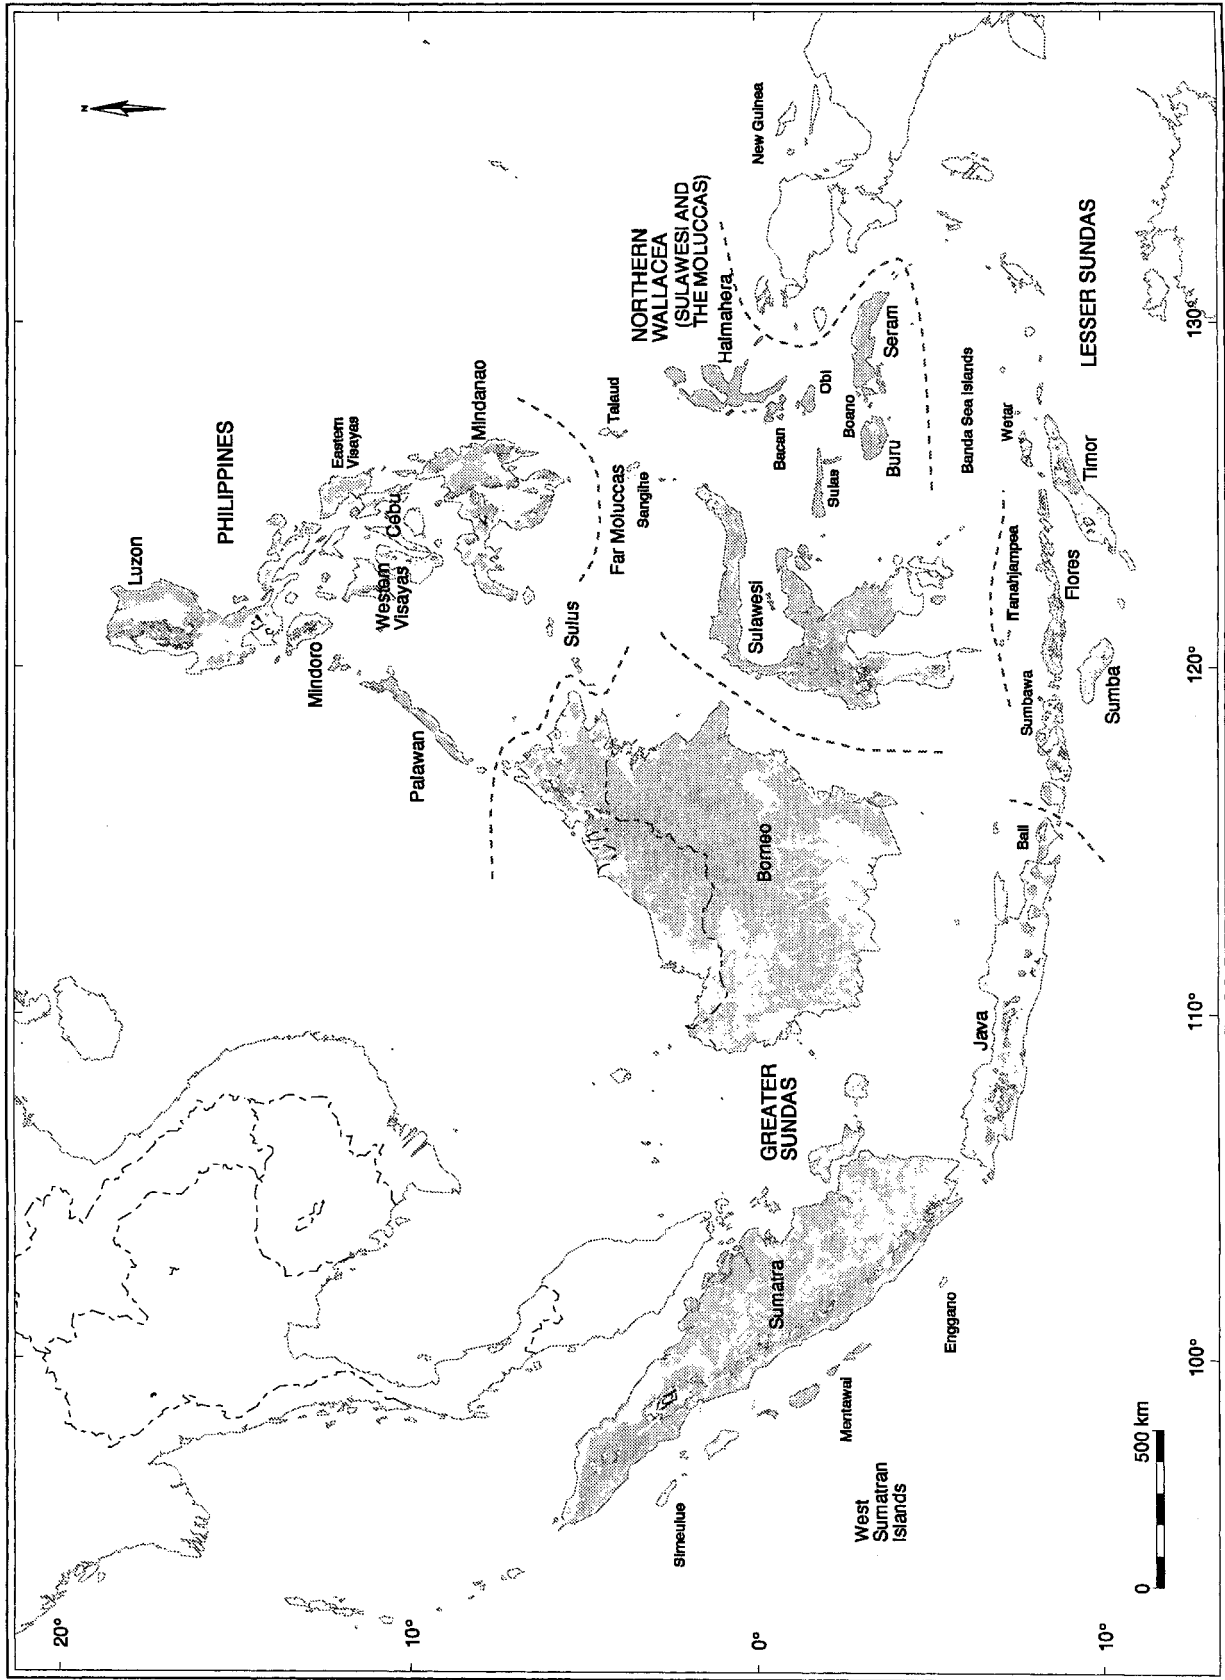 N
20°
10°
0°
10°
100°
110°
120°
130°
0
500 km
PHILIPPINES
Luzon
Mindoro
Eastern
Visayas
Western
Visayas
Cebu
Palawan
Mindanao
Sulus
NORTHERN
WALLACEA
(SULAWESI AND
THE MOLUCCAS)
Far Moluccas
Talaud
Sangihe
Halmahera
New Guinea
Sulawesi
Bacan
Obi
Sulas
Boano
Buru
Seram
Banda Sea Islands
GREATER
SUNDAS
Borneo
Sumatra
Java
Bali
Simeulue
Mentawai
Enggano
West
Sumatran
Islands
LESSER SUNDAS
Tanahjampea
Wetar
Sumbawa
Flores
Sumba
Timor